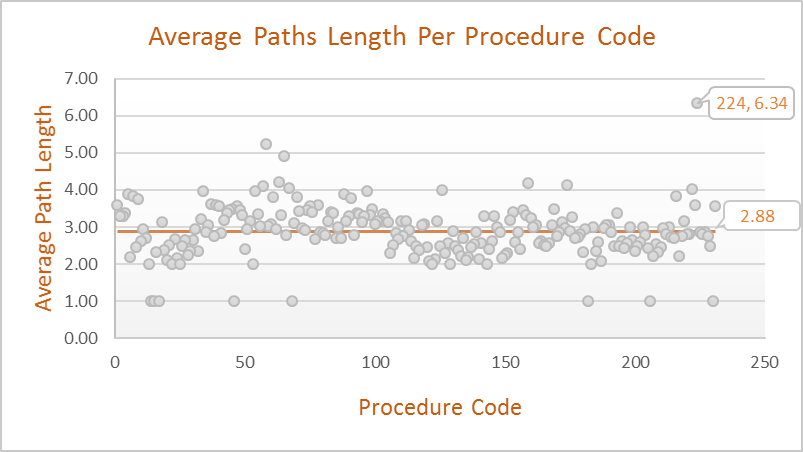 Average Paths Length Per Procedure Code
7.00
6.00
5.00
4.00
3.00
2.00
1.00
0.00
Average Path Length
224, 6.34
2.88
0 50 100 150 200 250
Procedure Code